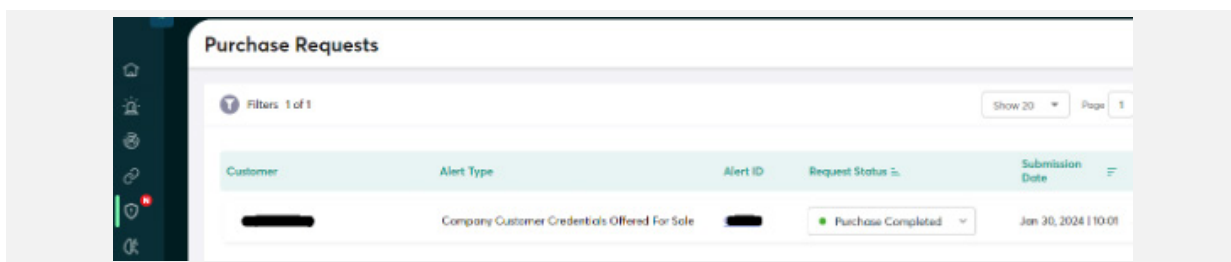 Purchase Requests
Filters 1 of 1
Show 20
Page 1
Customer Alert Type Alert ID Request Status Submission Date
Company Customer Credentials Offered For Sale Purchase Completed Jan 30, 2024 | 10:01
N